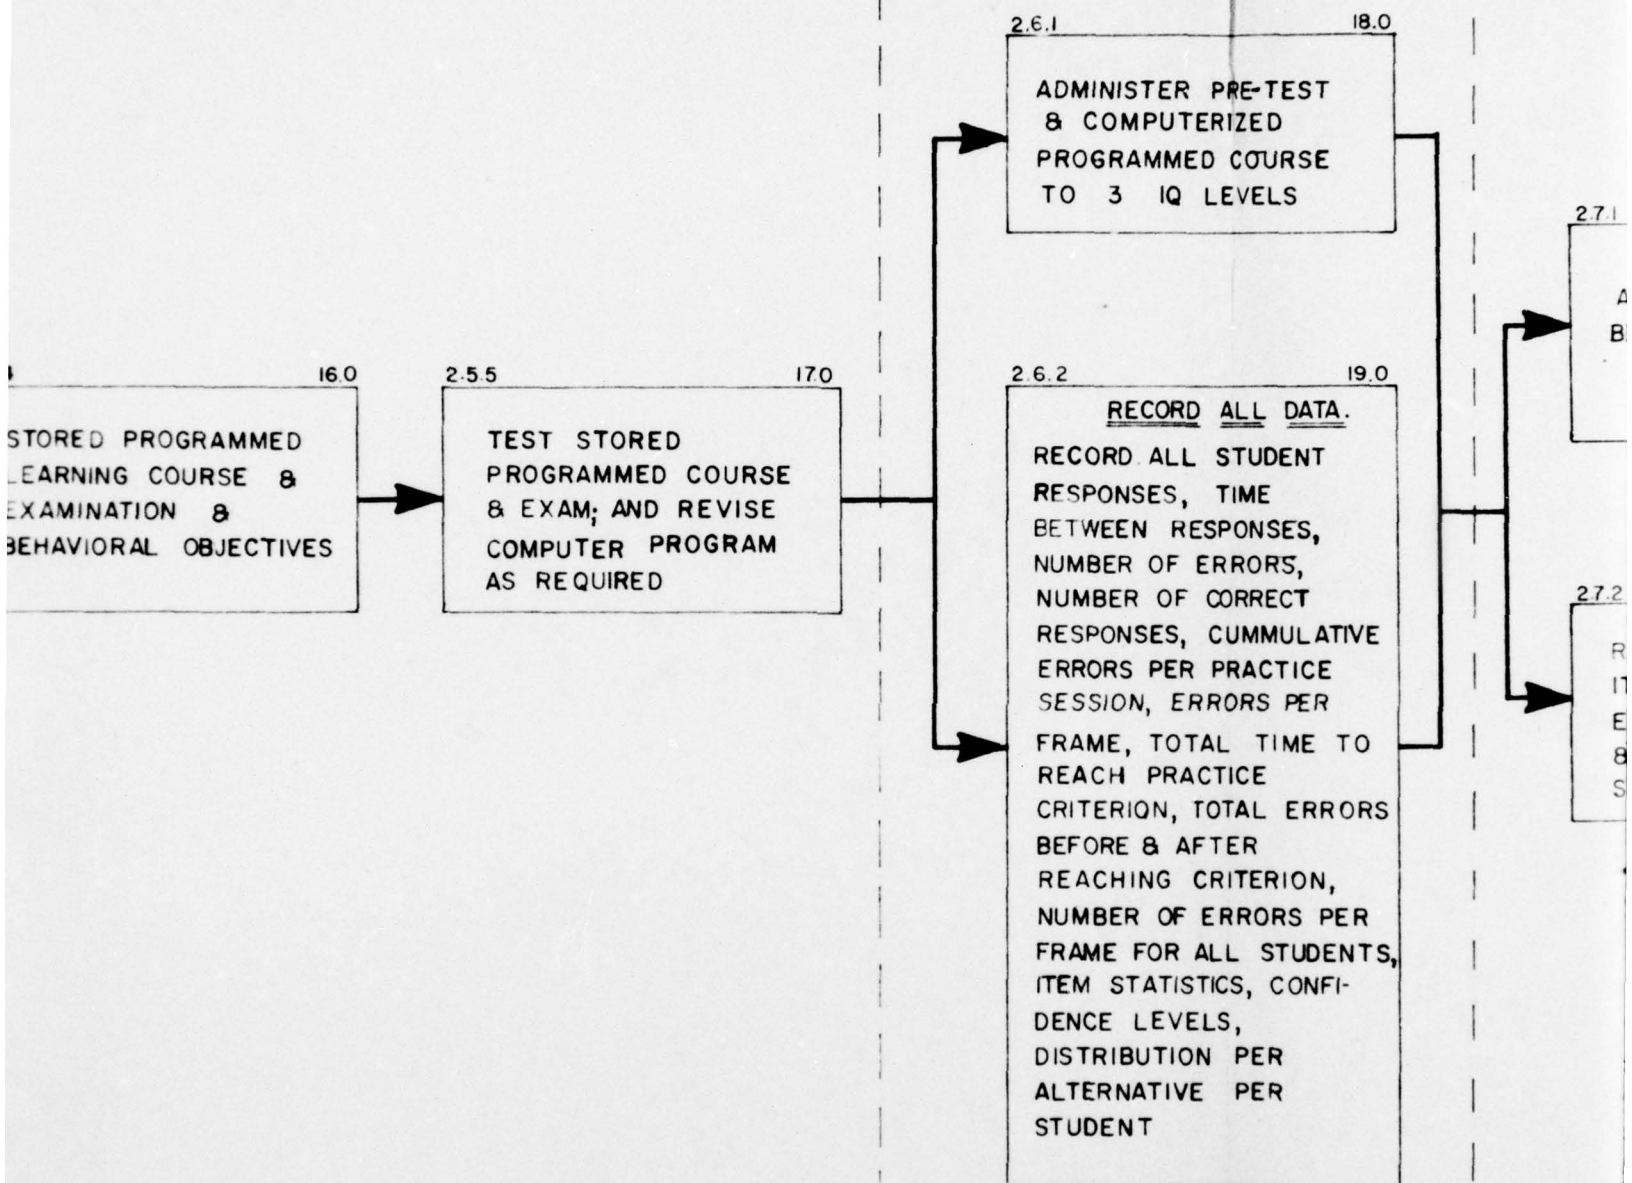 16.0
STORED PROGRAMMED
LEARNING COURSE &
EXAMINATION &
BEHAVIORAL OBJECTIVES
2.5.5 17.0
TEST STORED
PROGRAMMED COURSE
& EXAM; AND REVISE
COMPUTER PROGRAM
AS REQUIRED
2.6.1 18.0
ADMINISTER PRE-TEST
& COMPUTERIZED
PROGRAMMED COURSE
TO 3 IQ LEVELS
2.6.2 19.0
RECORD ALL DATA.
RECORD ALL STUDENT
RESPONSES, TIME
BETWEEN RESPONSES,
NUMBER OF ERRORS,
NUMBER OF CORRECT
RESPONSES, CUMMULATIVE
ERRORS PER PRACTICE
SESSION, ERRORS PER
FRAME, TOTAL TIME TO
REACH PRACTICE
CRITERION, TOTAL ERRORS
BEFORE & AFTER
REACHING CRITERION,
NUMBER OF ERRORS PER
FRAME FOR ALL STUDENTS,
ITEM STATISTICS, CONFI-
DENCE LEVELS,
DISTRIBUTION PER
ALTERNATIVE PER
STUDENT
2.7.1
2.7.2